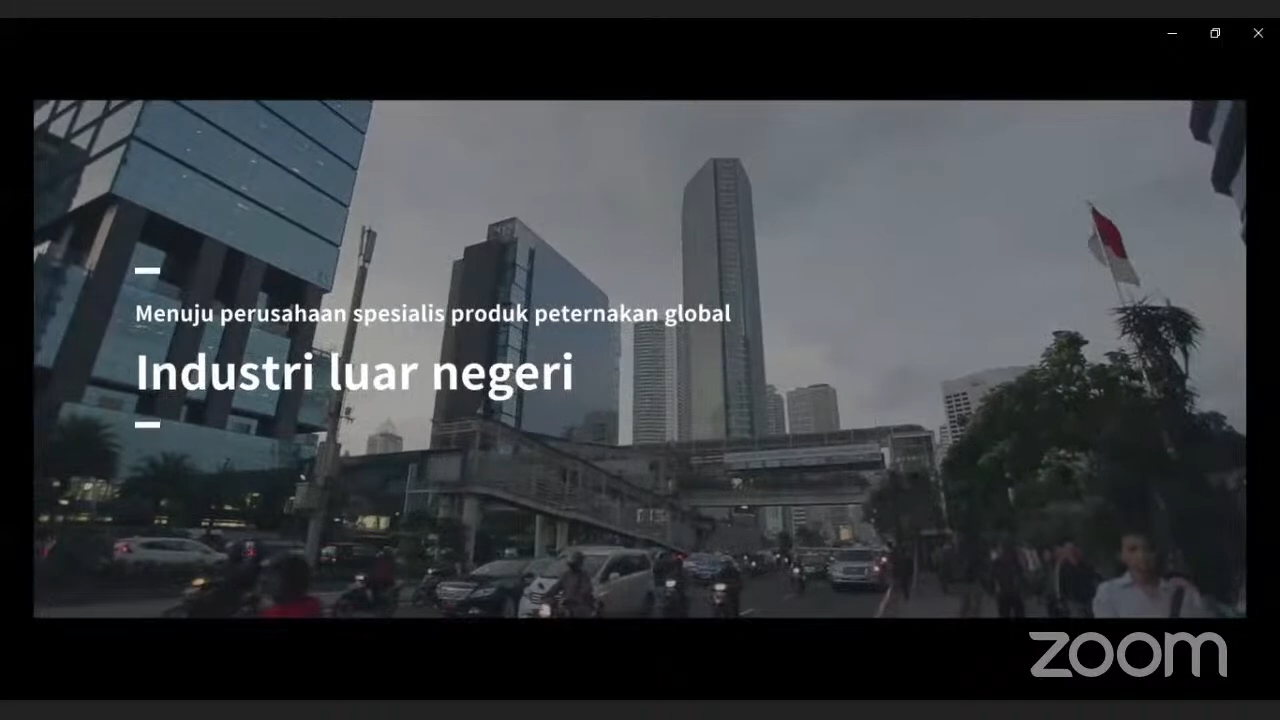 Menuju perusahaan spesialis produk peternakan global
Industri luar negeri
zoom